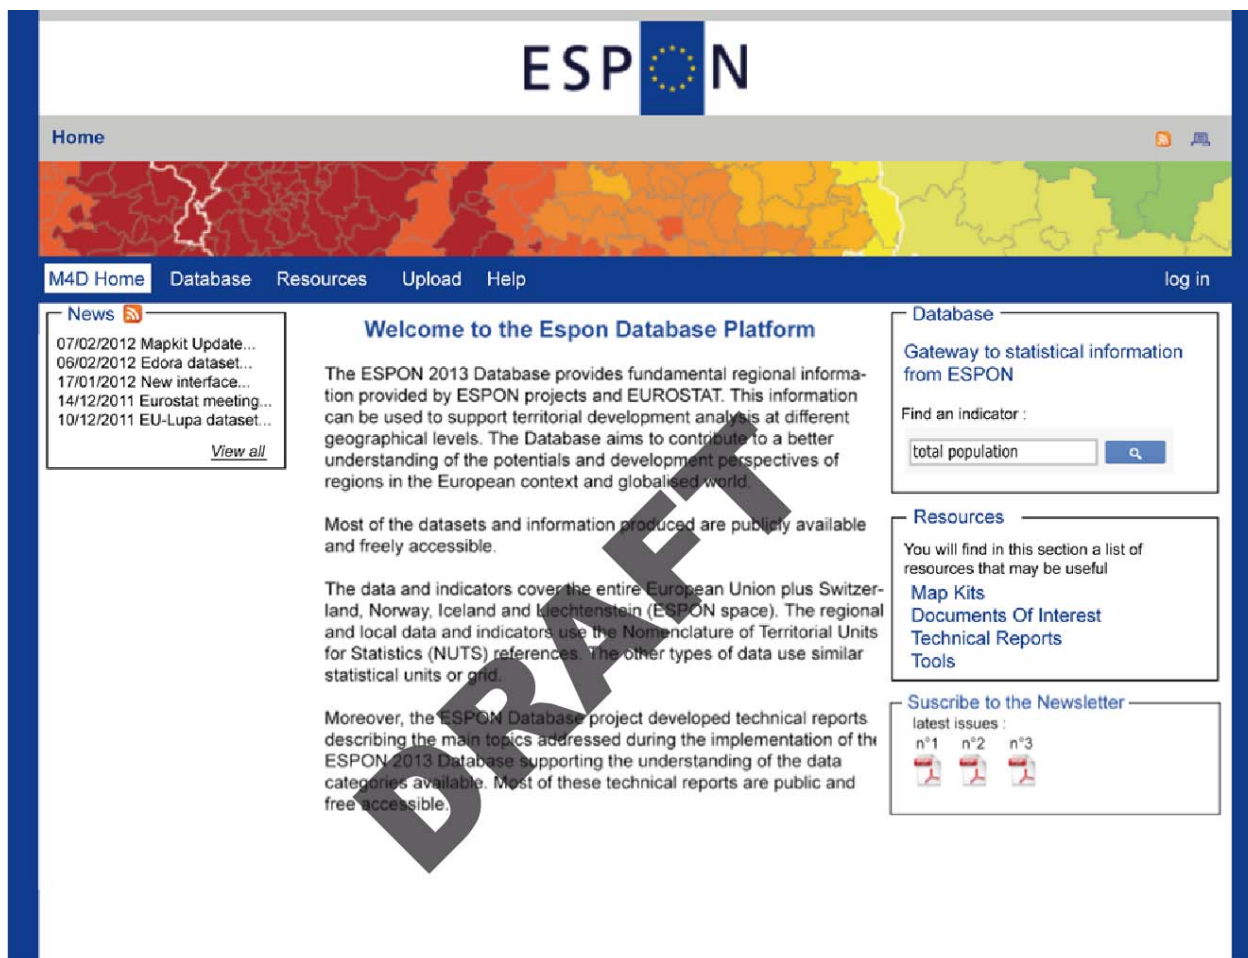 ESPON
Home
M4D Home Database Resources Upload Help log in
News
07/02/2012 Mapkit Update...
06/02/2012 Edora dataset...
17/01/2012 New interface...
14/12/2011 Eurostat meeting...
10/12/2011 EU-Lupa dataset...
View all
Welcome to the Espon Database Platform
The ESPON 2013 Database provides fundamental regional informa-
tion provided by ESPON projects and EUROSTAT. This information
can be used to support territorial development analysis at different
geographical levels. The Database aims to contribute to a better
understanding of the potentials and development perspectives of
regions in the European context and globalised world.
Most of the datasets and information produced are publicly available
and freely accessible.
The data and indicators cover the entire European Union plus Switzer-
land, Norway, Iceland and Liechtenstein (ESPON space). The regional
and local data and indicators use the Nomenclature of Territorial Units
for Statistics (NUTS) references. The other types of data use similar
statistical units or grid.
Moreover, the ESPON Database project developed technical reports
describing the main topics addressed during the implementation of the
ESPON 2013 Database supporting the understanding of the data
categories available. Most of these technical reports are public and
free accessible.
DRAFT
Database
Gateway to statistical information
from ESPON
Find an indicator :
total population
Resources
You will find in this section a list of
resources that may be useful
Map Kits
Documents Of Interest
Technical Reports
Tools
Suscribe to the Newsletter
latest issues :
n°1 n°2 n°3